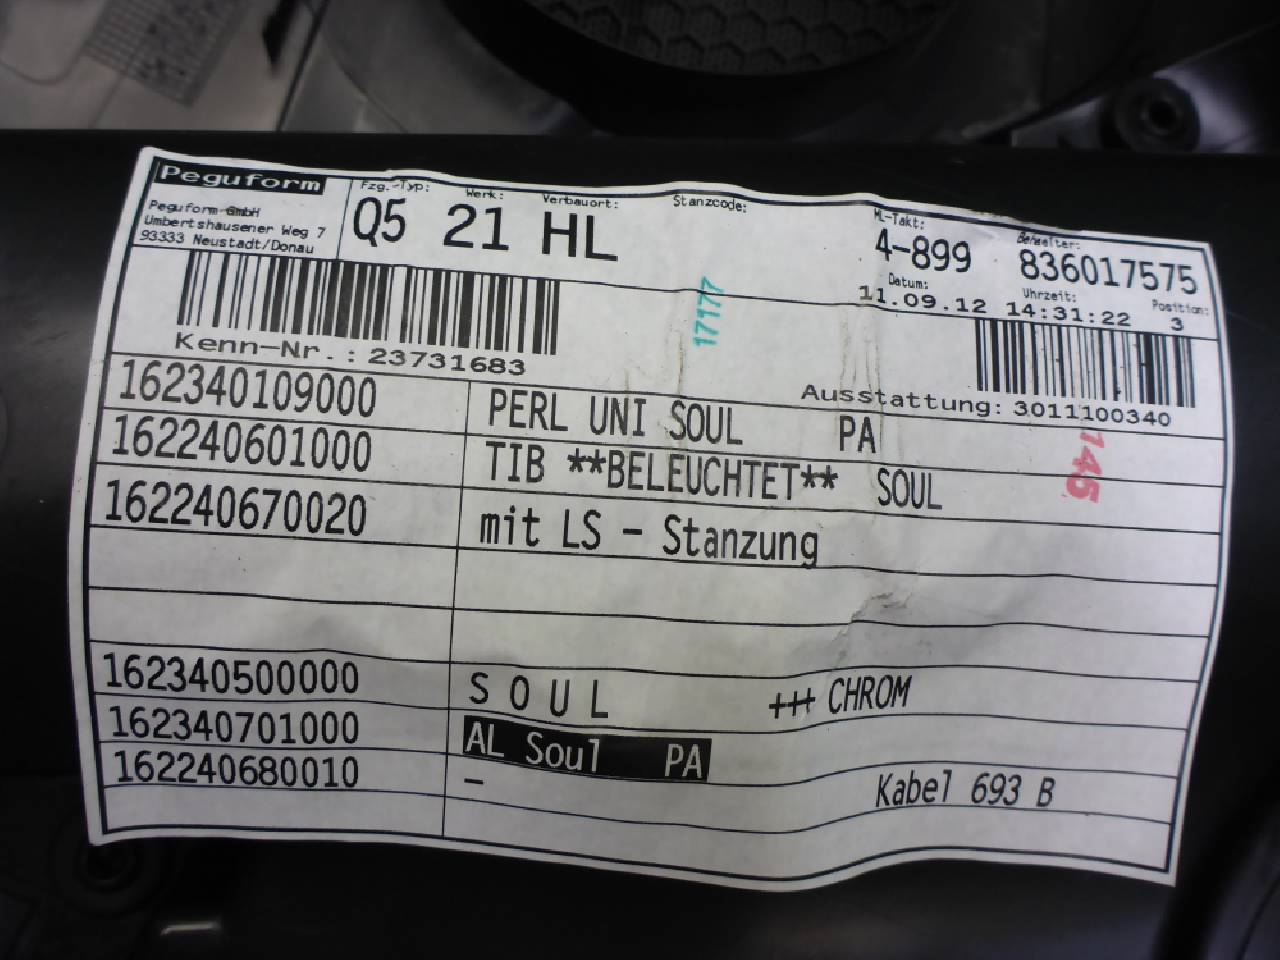 Peguform
Peguform GmbH
Umbertshausener Weg 7
93333 Neustadt/Donau
Fzg.-Typ: Werk: Verbauort: Stanzcode: ML-Takt: Behaelter:
Q5 21 HL 4-899 836017575
Datum: Uhrzeit: Position:
11.09.12 14:31:22 3
17177
Kenn-Nr.: 23731683
Ausstattung: 3011100340
145
162340109000 PERL UNI SOUL PA
162240601000 TIB **BELEUCHTET** SOUL
162240670020 mit LS - Stanzung
162340500000 S O U L +++ CHROM
162340701000 AL Soul PA
162240680010 - Kabel 693 B